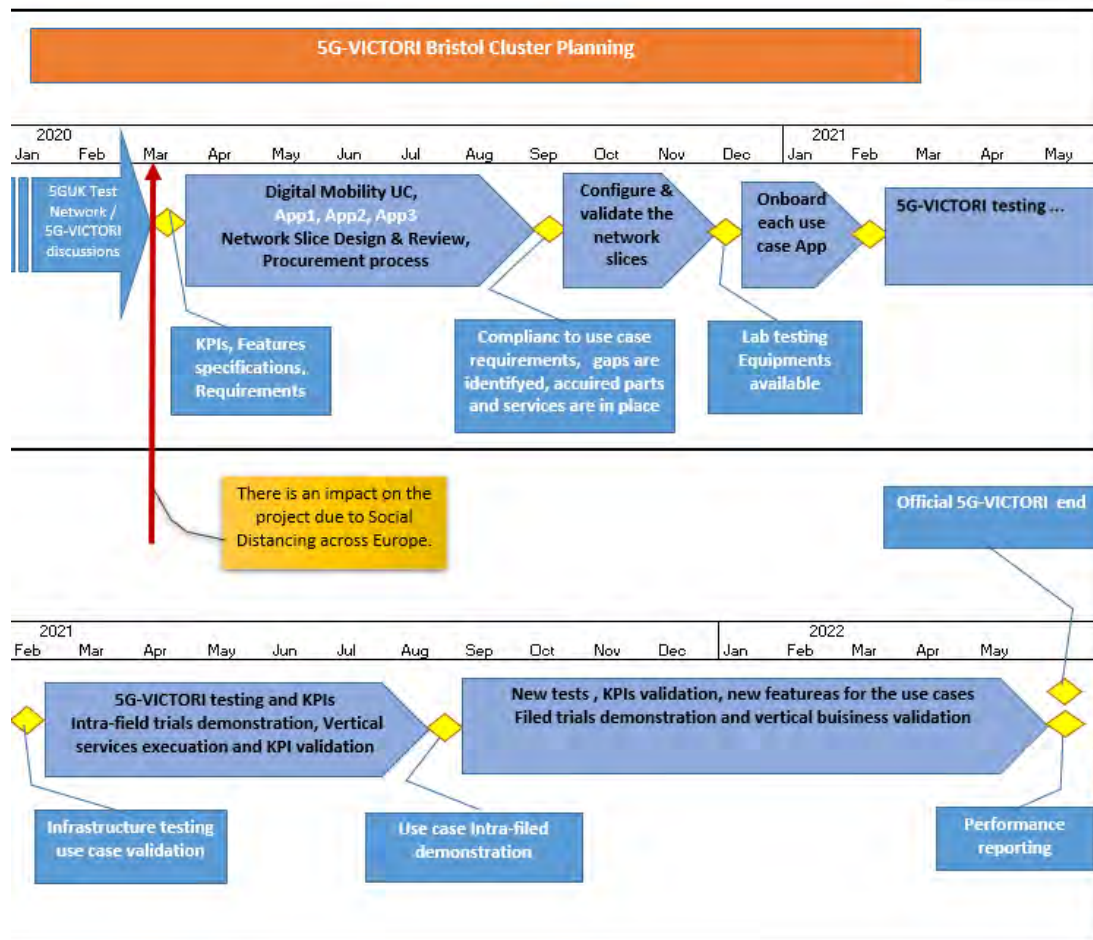 5G-VICTORI Bristol Cluster Planning
2020 2021
Jan Feb Mar Apr May Jun Jul Aug Sep Oct Nov Dec Jan Feb Mar Apr May
5GUK Test
Network /
5G-VICTORI
discussions
Digital Mobility UC,
App1, App2, App3
Network Slice Design & Review,
Procurement process
Configure &
validate the
network
slices
Onboard
each use
case App
5G-VICTORI testing ...
KPIs, Features
specifications,
Requirements
Complianc to use case
requirements, gaps are
identifyed, accuired parts
and services are in place
Lab testing
Equipments
available
There is an impact on the
project due to Social
Distancing across Europe.
Official 5G-VICTORI end
2021 2022
Feb Mar Apr May Jun Jul Aug Sep Oct Nov Dec Jan Feb Mar Apr May
5G-VICTORI testing and KPIs
Intra-field trials demonstration, Vertical
services execuation and KPI validation
New tests , KPIs validation, new featureas for the use cases
Filed trials demonstration and vertical buisiness validation
Infrastructure testing
use case validation
Use case Intra-filed
demonstration
Performance
reporting